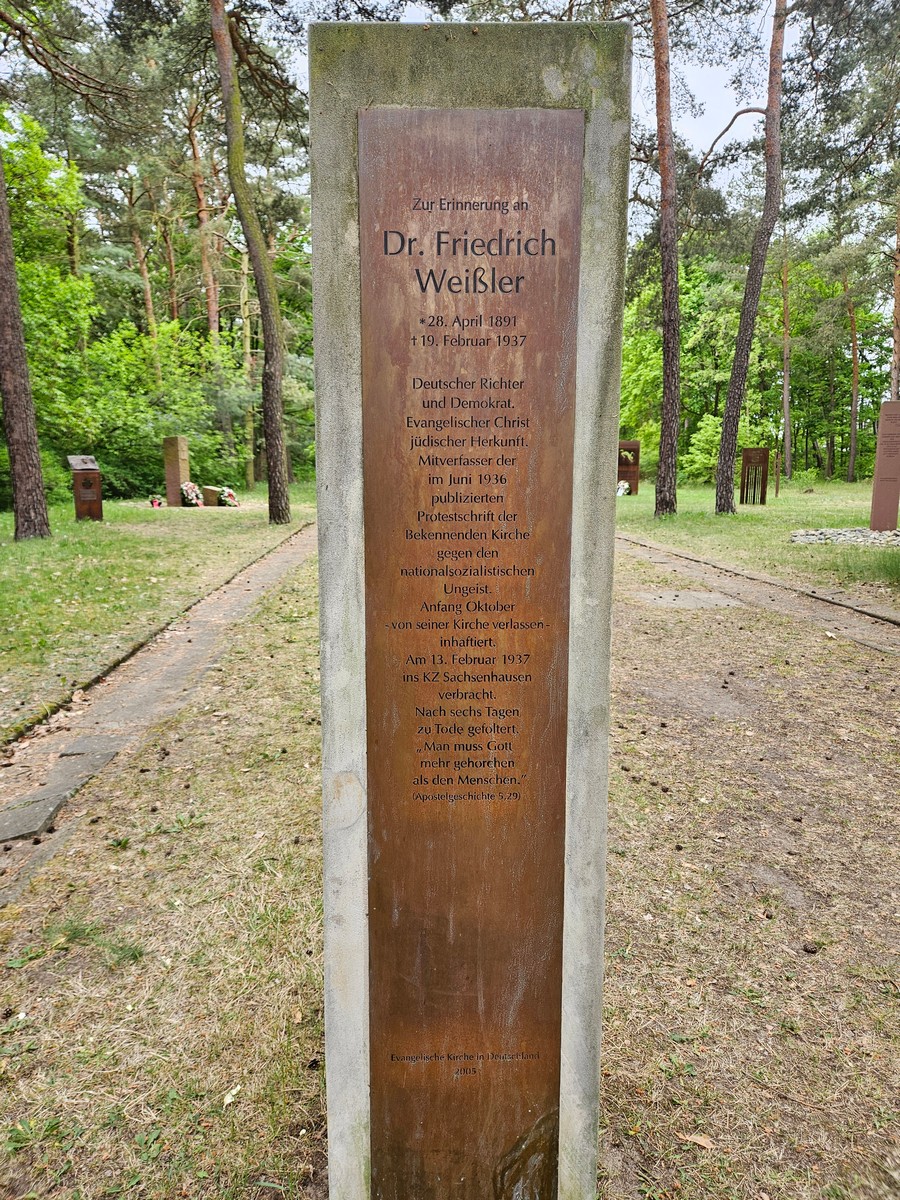 Zur Erinnerung an
Dr. Friedrich
Weißler
*28. April 1891
†19. Februar 1937
Deutscher Richter
und Demokrat.
Evangelischer Christ
jüdischer Herkunft.
Mitverfasser der
im Juni 1936
publizierten
Protestschrift der
Bekennenden Kirche
gegen den
nationalsozialistischen
Ungeist.
Anfang Oktober
- von seiner Kirche verlassen -
inhaftiert.
Am 13. Februar 1937
ins KZ Sachsenhausen
verbracht.
Nach sechs Tagen
zu Tode gefoltert.
„Man muss Gott
mehr gehorchen
als den Menschen.”
(Apostelgeschichte 5,29)
Evangelische Kirche in Deutschland
2005